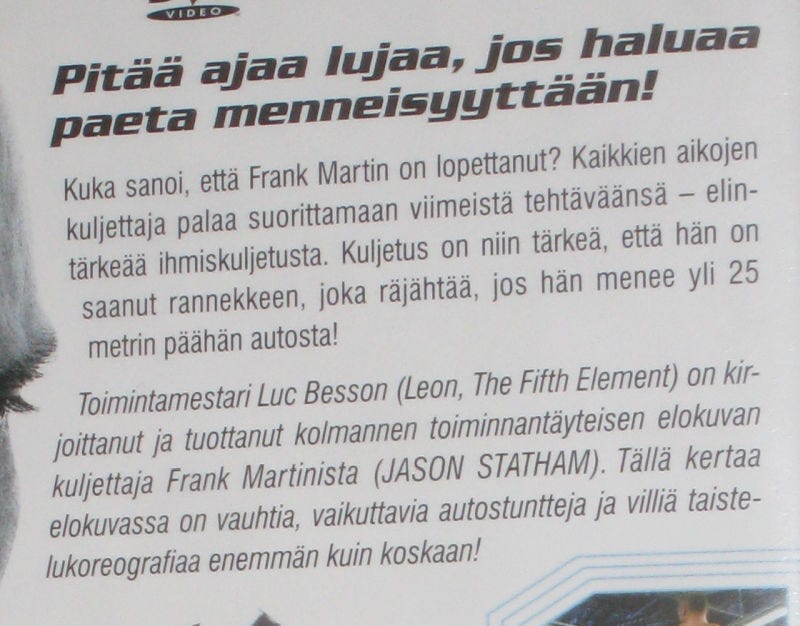 VIDEO
Pitää ajaa lujaa, jos haluaa
paeta menneisyyttään!
Kuka sanoi, että Frank Martin on lopettanut? Kaikkien aikojen
kuljettaja palaa suorittamaan viimeistä tehtäväänsä – elin-
tärkeää ihmiskuljetusta. Kuljetus on niin tärkeä, että hän on
saanut rannekkeen, joka räjähtää, jos hän menee yli 25
metrin päähän autosta!
Toimintamestari Luc Besson (Leon, The Fifth Element) on kir-
joittanut ja tuottanut kolmannen toiminnantäyteisen elokuvan
kuljettaja Frank Martinista (JASON STATHAM). Tällä kertaa
elokuvassa on vauhtia, vaikuttavia autostuntteja ja villiä taiste-
lukoreografiaa enemmän kuin koskaan!